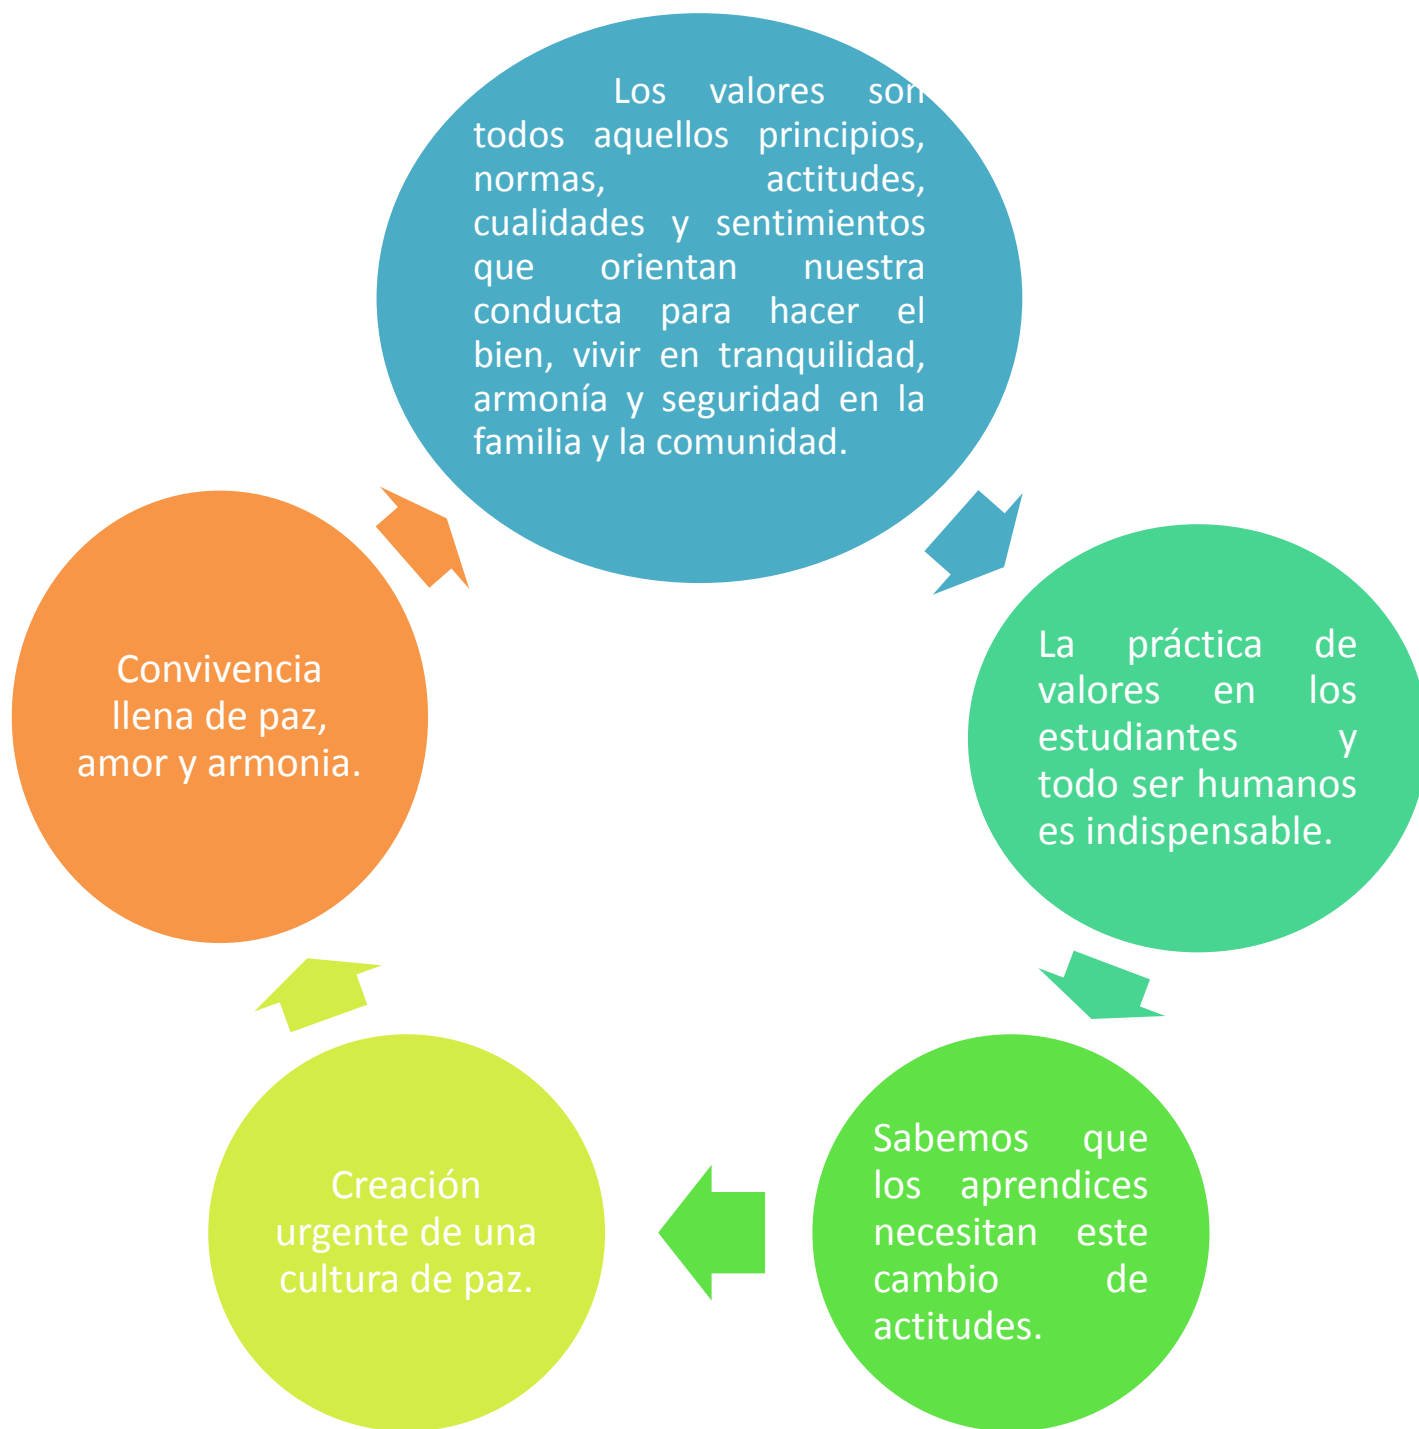 Los valores son
todos aquellos principios,
normas, actitudes,
cualidades y sentimientos
que orientan nuestra
conducta para hacer el
bien, vivir en tranquilidad,
armonía y seguridad en la
familia y la comunidad.
La práctica de
valores en los
estudiantes y
todo ser humanos
es indispensable.
Sabemos que
los aprendices
necesitan este
cambio de
actitudes.
Creación
urgente de una
cultura de paz.
Convivencia
llena de paz,
amor y armonia.